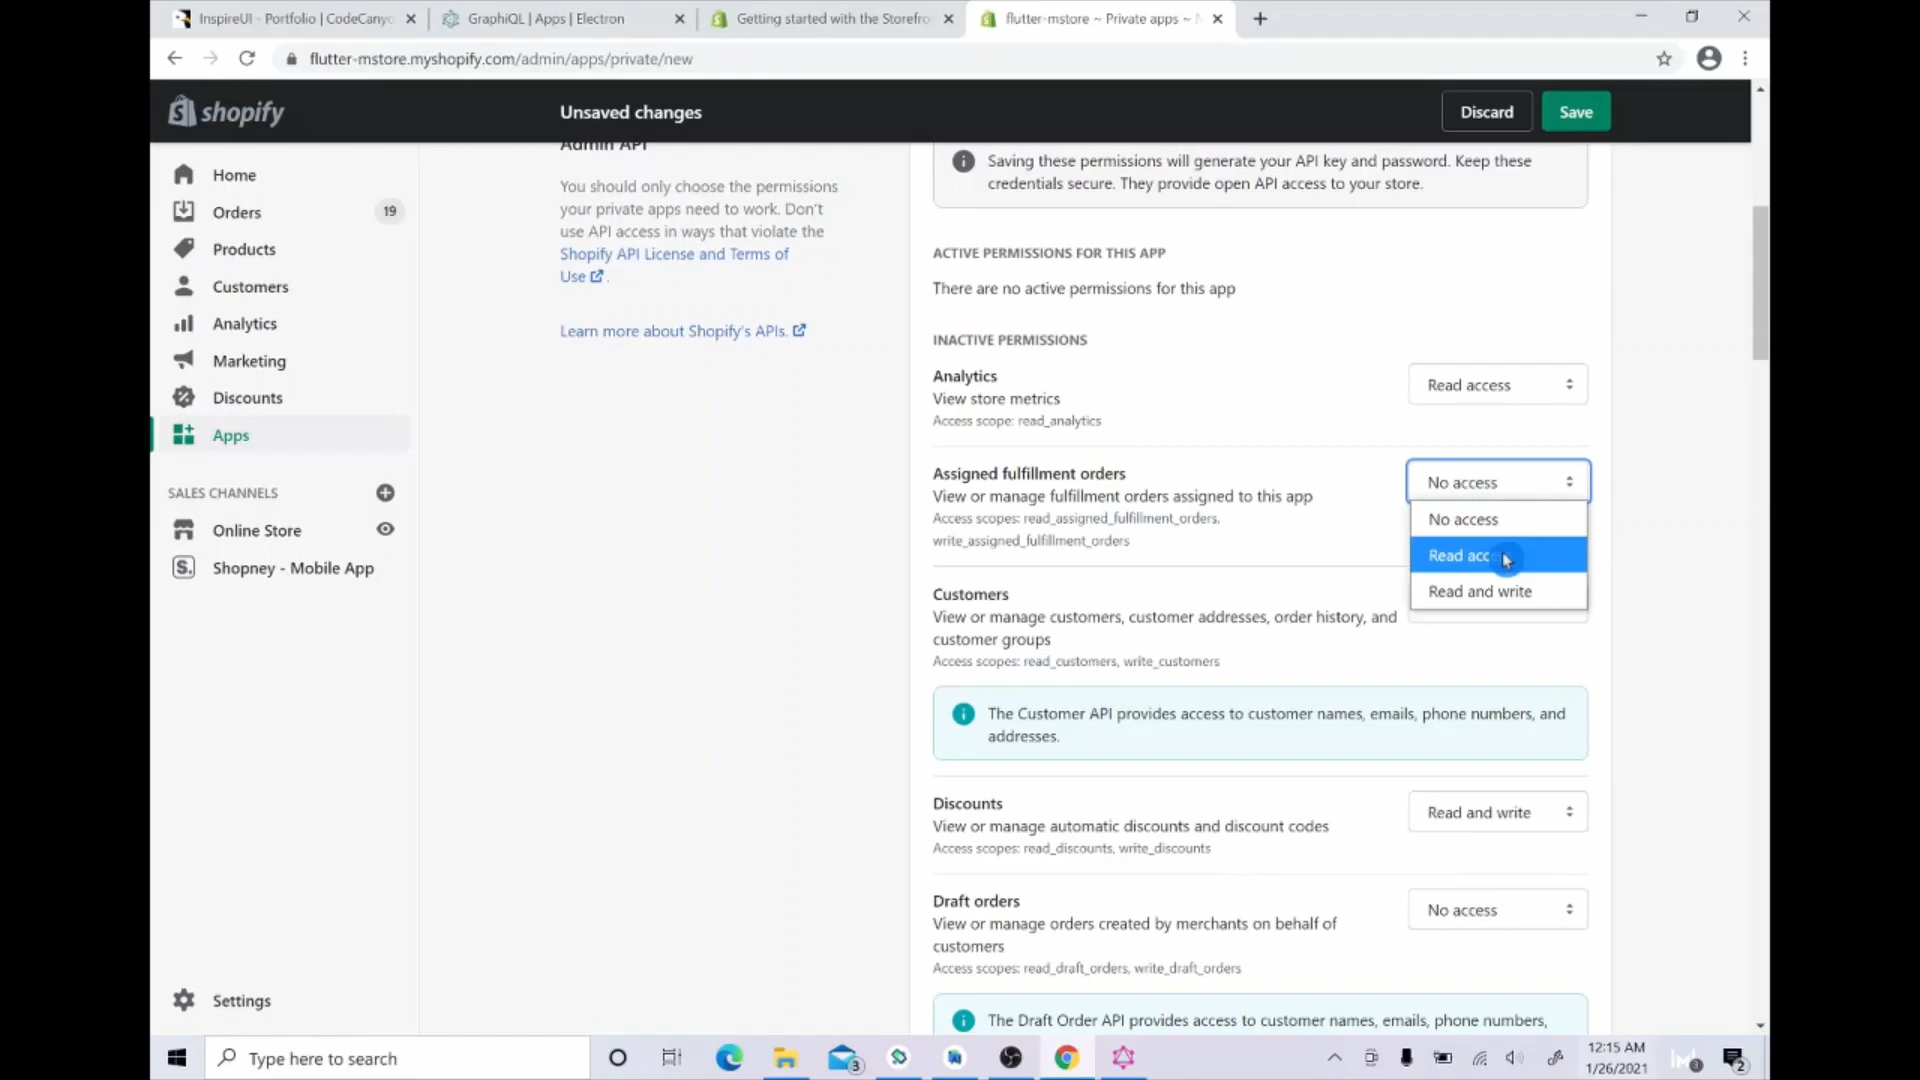 InspireUI - Portfolio | CodeCanyo
GraphiQL | Apps | Electron
Getting started with the Storefro
flutter-mstore ~ Private apps ~
flutter-mstore.myshopify.com/admin/apps/private/new
shopify
Unsaved changes
Discard
Save
Home
Orders
19
Products
Customers
Analytics
Marketing
Discounts
Apps
SALES CHANNELS
Online Store
Shopney - Mobile App
Settings
Admin API
You should only choose the permissions
your private apps need to work. Don't
use API access in ways that violate the
Shopify API License and Terms of
Use .
Learn more about Shopify's APIs.
Saving these permissions will generate your API key and password. Keep these
credentials secure. They provide open API access to your store.
ACTIVE PERMISSIONS FOR THIS APP
There are no active permissions for this app
INACTIVE PERMISSIONS
Analytics
View store metrics
Access scope: read_analytics
Read access
Assigned fulfillment orders
View or manage fulfillment orders assigned to this app
Access scopes: read_assigned_fulfillment_orders,
write_assigned_fulfillment_orders
No access
No access
Read acc
Read and write
Customers
View or manage customers, customer addresses, order history, and
customer groups
Access scopes: read_customers, write_customers
The Customer API provides access to customer names, emails, phone numbers, and
addresses.
Discounts
View or manage automatic discounts and discount codes
Access scopes: read_discounts, write_discounts
Read and write
Draft orders
View or manage orders created by merchants on behalf of
customers
Access scopes: read_draft_orders, write_draft_orders
No access
The Draft Order API provides access to customer names, emails, phone numbers,
Type here to search
3
12:15 AM
1/26/2021
3
2